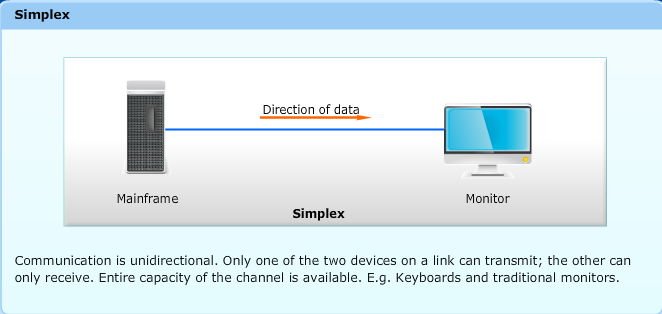 Simplex
Direction of data
Mainframe
Monitor
Simplex
Communication is unidirectional. Only one of the two devices on a link can transmit; the other can
only receive. Entire capacity of the channel is available. E.g. Keyboards and traditional monitors.